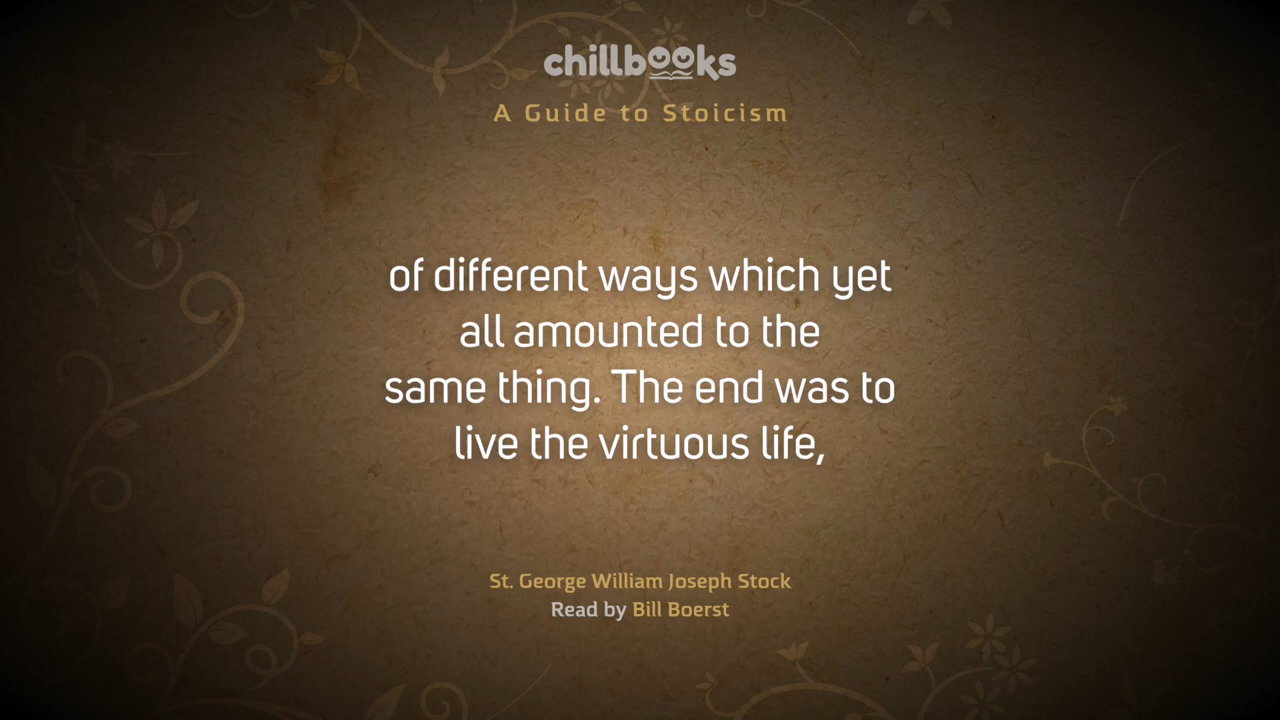 chillbooks
A Guide to Stoicism
of different ways which yet
all amounted to the
same thing. The end was to
live the virtuous life,
St. George William Joseph Stock
Read by Bill Boerst